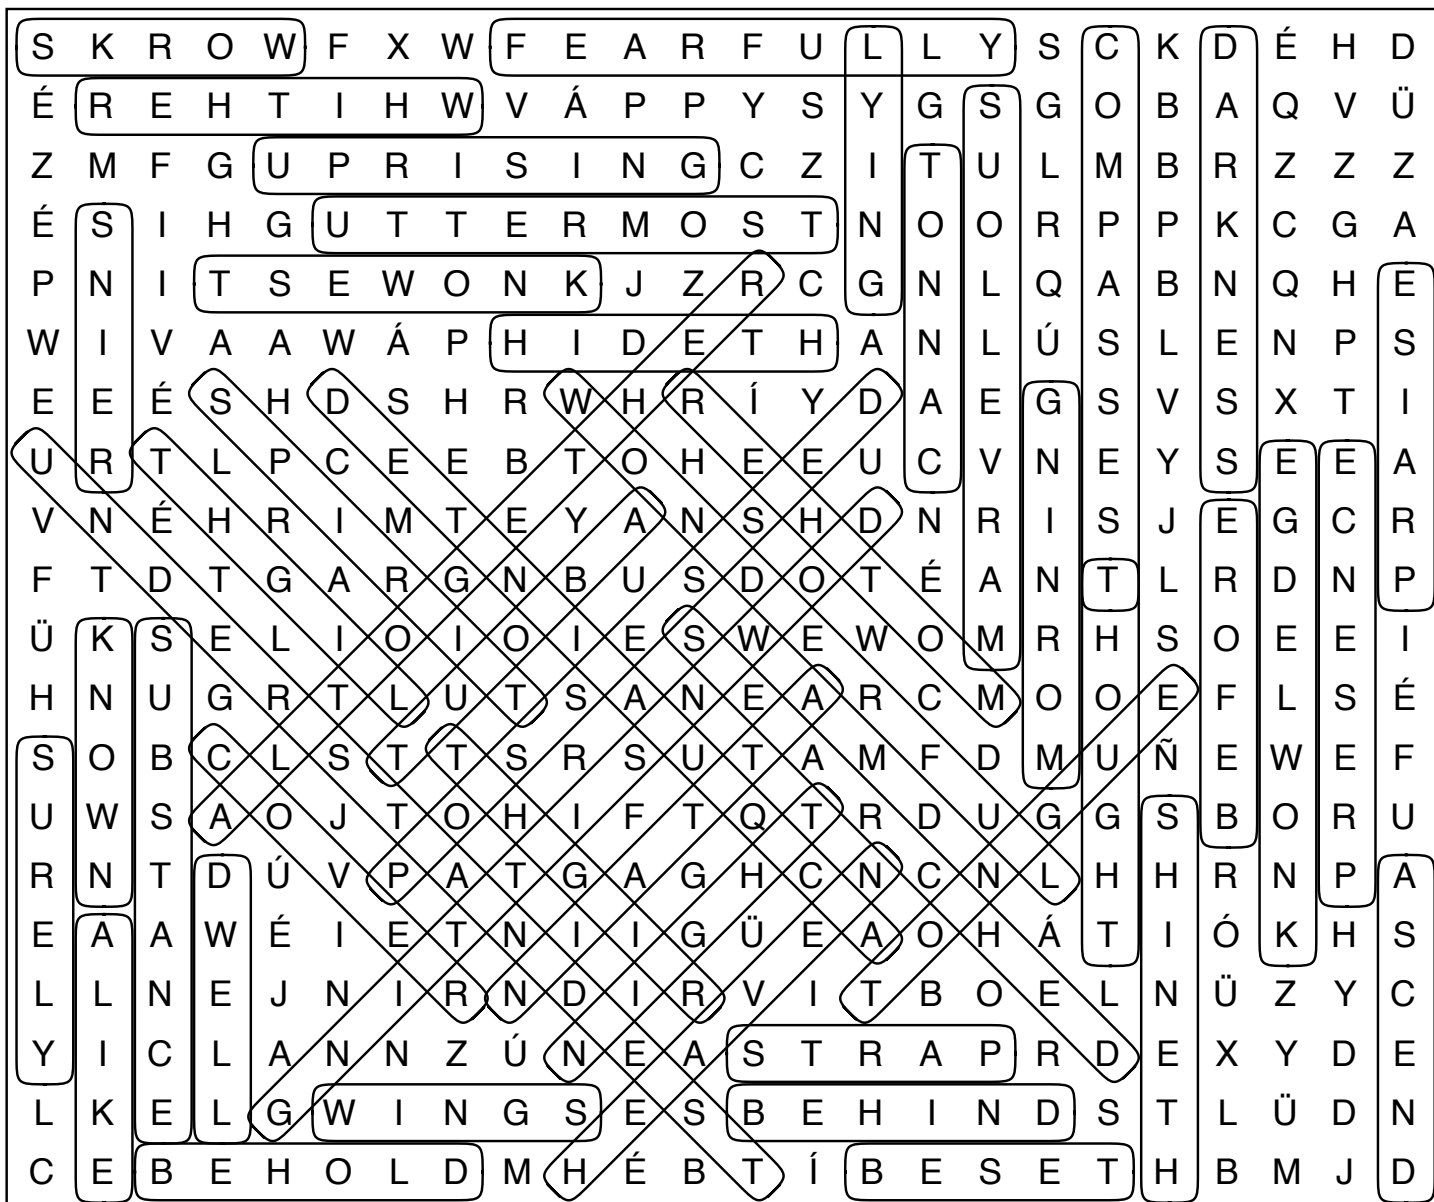 S K R O W F X W F E A R F U L L Y S C K D É H D
É R E H T I H W V Á P P Y S Y G S G O B A Q V Ü
Z M F G U P R I S I N G C Z I T U L M B R Z Z Z
É S I H G U T T E R M O S T N O O R P P K C G A
P N I T S E W O N K J Z R C G N L Q A B N Q H E
W I V A A W Á P H I D E T H A N L Ú S L E N P S
E E É S H D S H R W H R Í Y D A E G S V S X T I
U R T L P C E E B T O H E E U C V N E Y S E E A
V N É H R I M T E Y A N S H D N R I S J E G C R
F T D T G A R G N B U S D O T É A N T L R D N P
Ü K S E L I O I O I E S W E W O M R H S O E E I
H N U G R T L U T S A N E A R C M O O E F L S É
S O B C L S T T S R S U T A M F D M U Ñ E W E F
U W S A O J T O H I F T Q T R D U G G S B O R U
R N T D Ú V P A T G A G H C N C N L H H R N P A
E A A W É I E T N I I G Ü E A O H Á T I Ó K H S
L L N E J N I R N D I R V I T B O E L N Ü Z Y C
Y I C L A N N Z Ú N E A S T R A P R D E X Y D E
L K E L G W I N G S E S B E H I N D S T L Ü D N
C E B E H O L D M H É B T Í B E S E T H B M J D